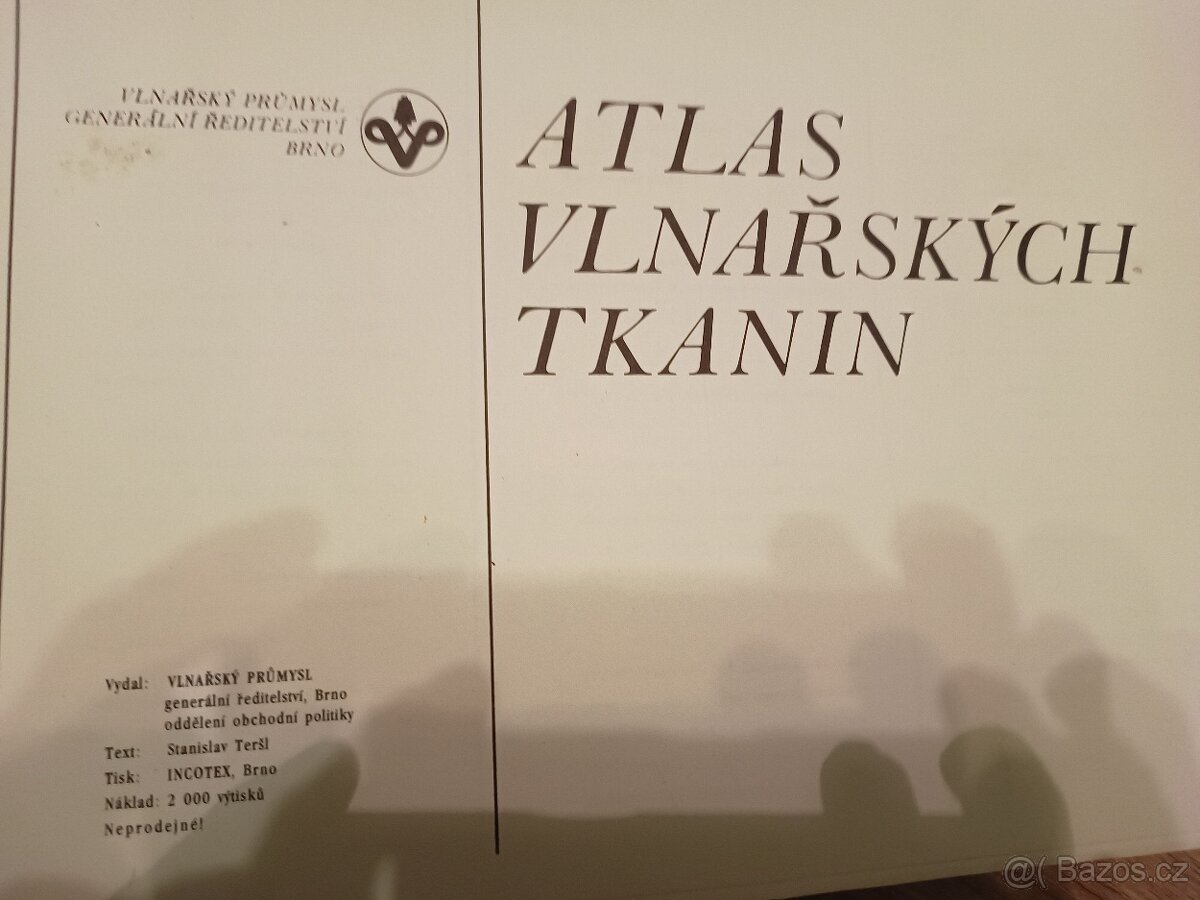 VLNAŘSKÝ PRŮMYSL
GENERÁLNÍ ŘEDITELSTVÍ
BRNO
ATLAS
VLNAŘSKÝCH
TKANIN
Vydal: VLNAŘSKÝ PRŮMYSL
generální ředitelství, Brno
oddělení obchodní politiky
Text: Stanislav Teršl
Tisk: INCOTEX, Brno
Náklad: 2 000 výtisků
Neprodejné!
@( Bazos.cz